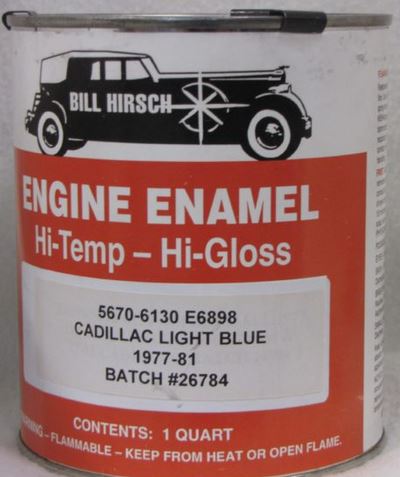 BILL HIRSCH
ENGINE ENAMEL
Hi-Temp – Hi-Gloss
5670-6130 E6898
CADILLAC LIGHT BLUE
1977-81
BATCH #26784
CONTENTS: 1 QUART
WARNING – FLAMMABLE – KEEP FROM HEAT OR OPEN FLAME.